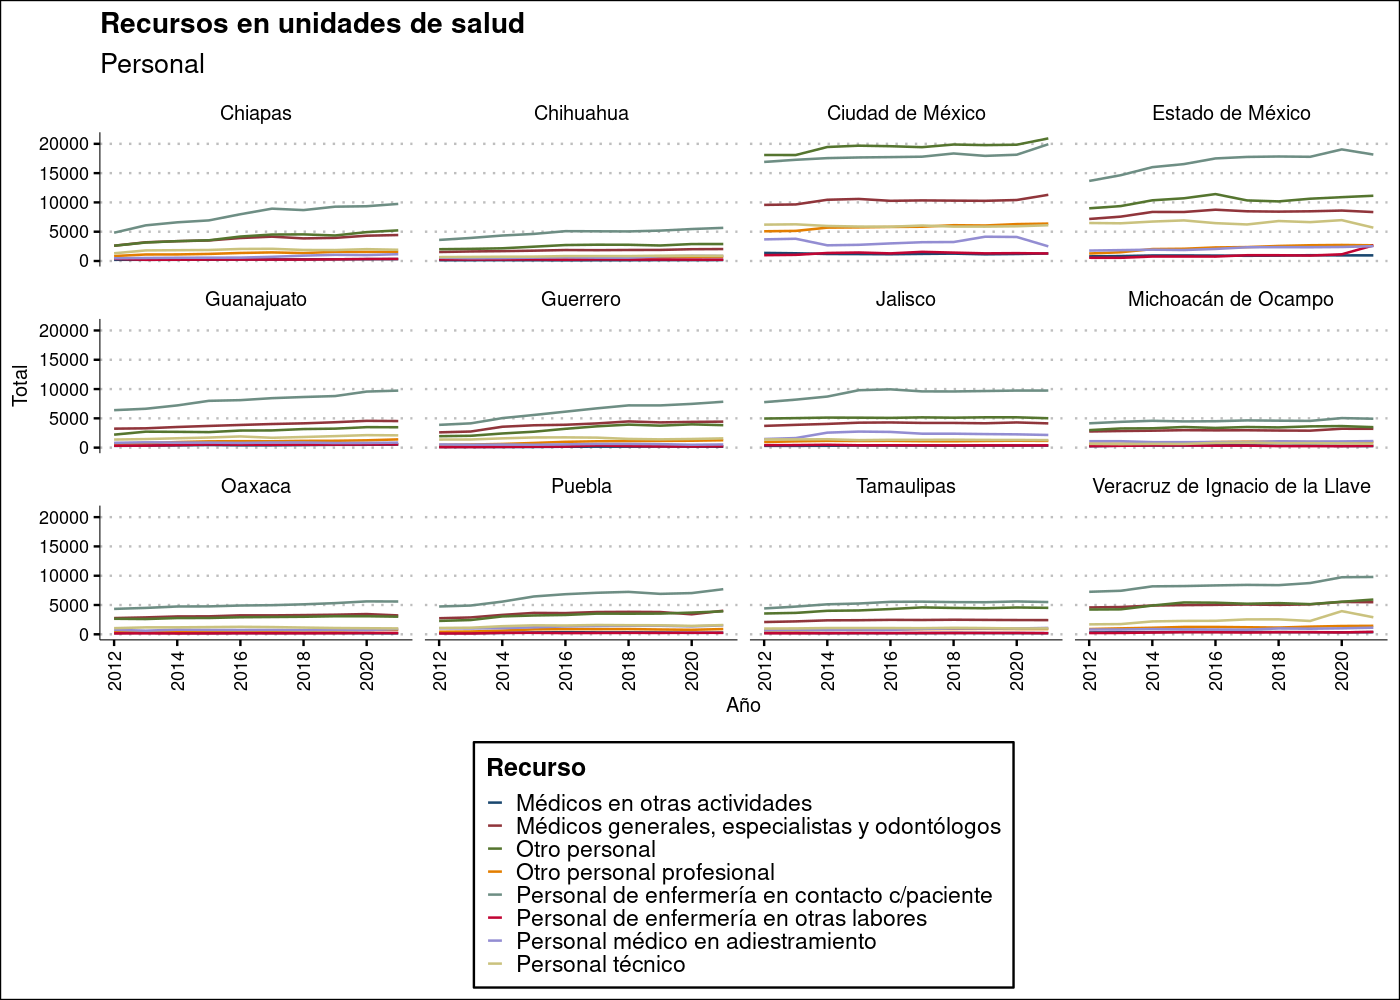 Recursos en unidades de salud
Personal
Chiapas
Chihuahua
Ciudad de México
Estado de México
20000
15000
10000
5000
0
Guanajuato
Guerrero
Jalisco
Michoacán de Ocampo
20000
15000
10000
5000
0
Total
Oaxaca
Puebla
Tamaulipas
Veracruz de Ignacio de la Llave
20000
15000
10000
5000
0
2012 2014 2016 2018 2020
2012 2014 2016 2018 2020
2012 2014 2016 2018 2020
2012 2014 2016 2018 2020
Año
Recurso
Médicos en otras actividades
Médicos generales, especialistas y odontólogos
Otro personal
Otro personal profesional
Personal de enfermería en contacto c/paciente
Personal de enfermería en otras labores
Personal médico en adiestramiento
Personal técnico